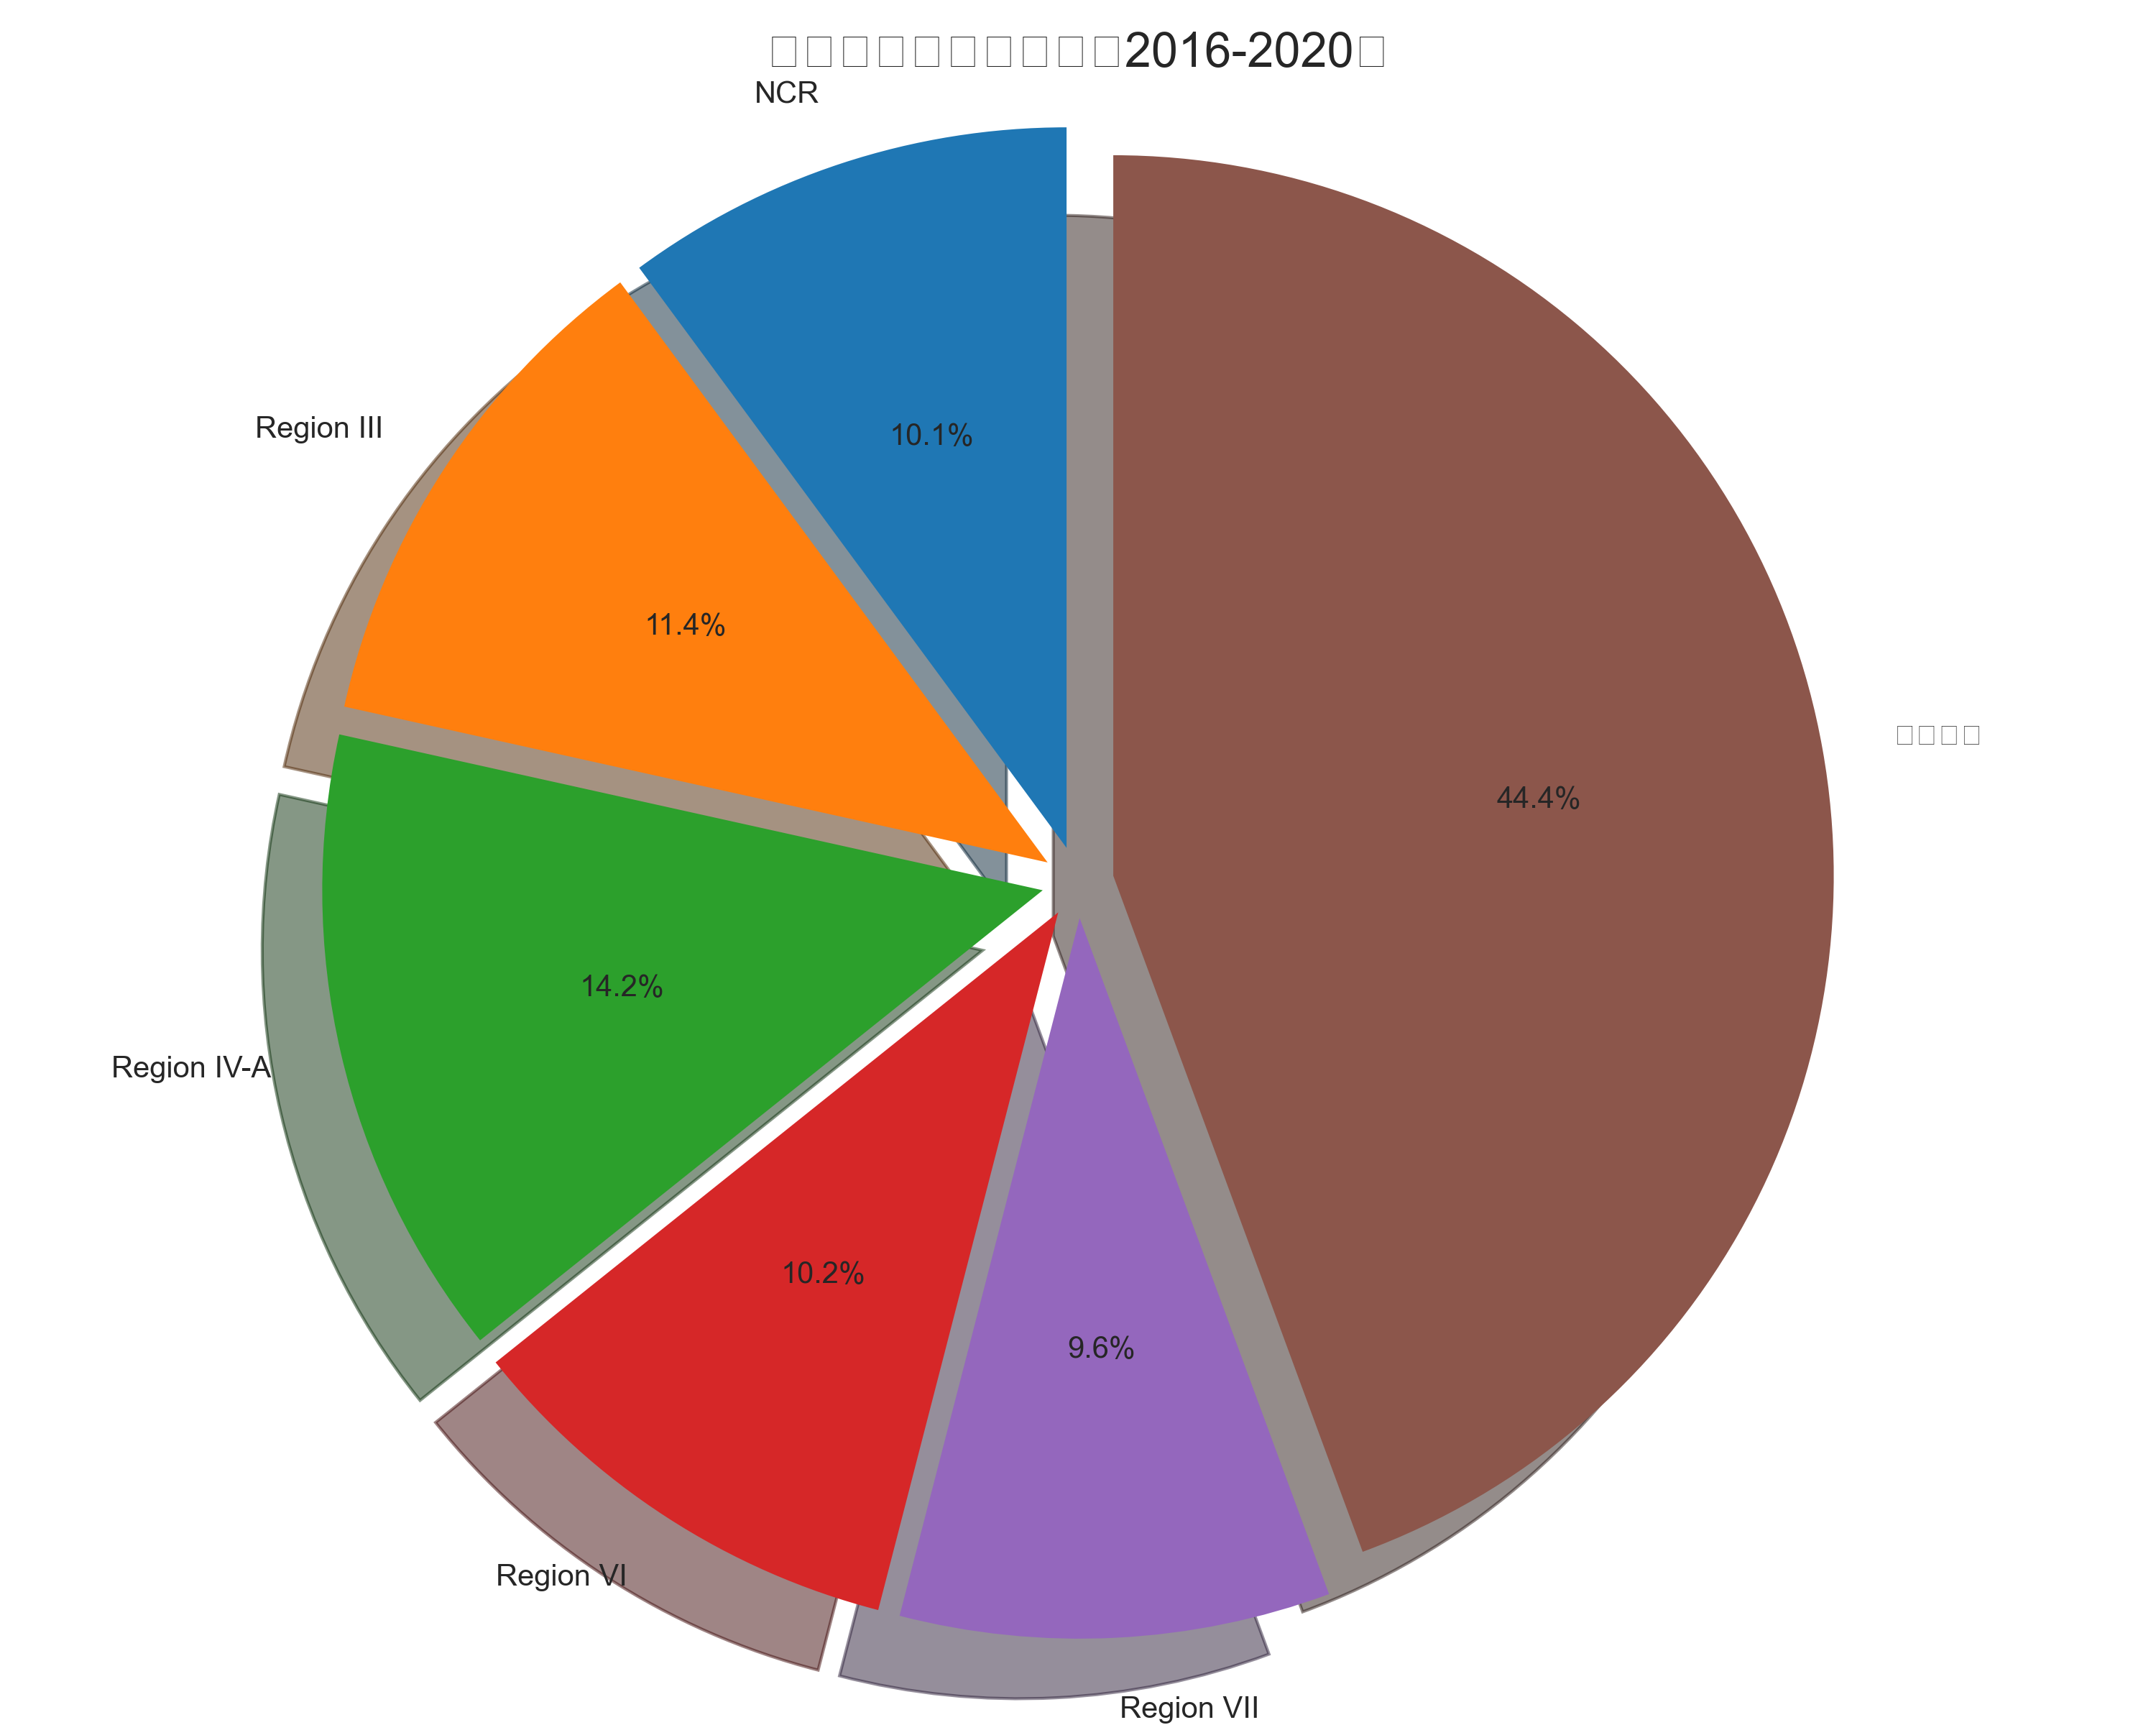 2016-2020
NCR
10.1%
Region III
11.4%
44.4%
14.2%
Region IV-A
10.2%
9.6%
Region VI
Region VII